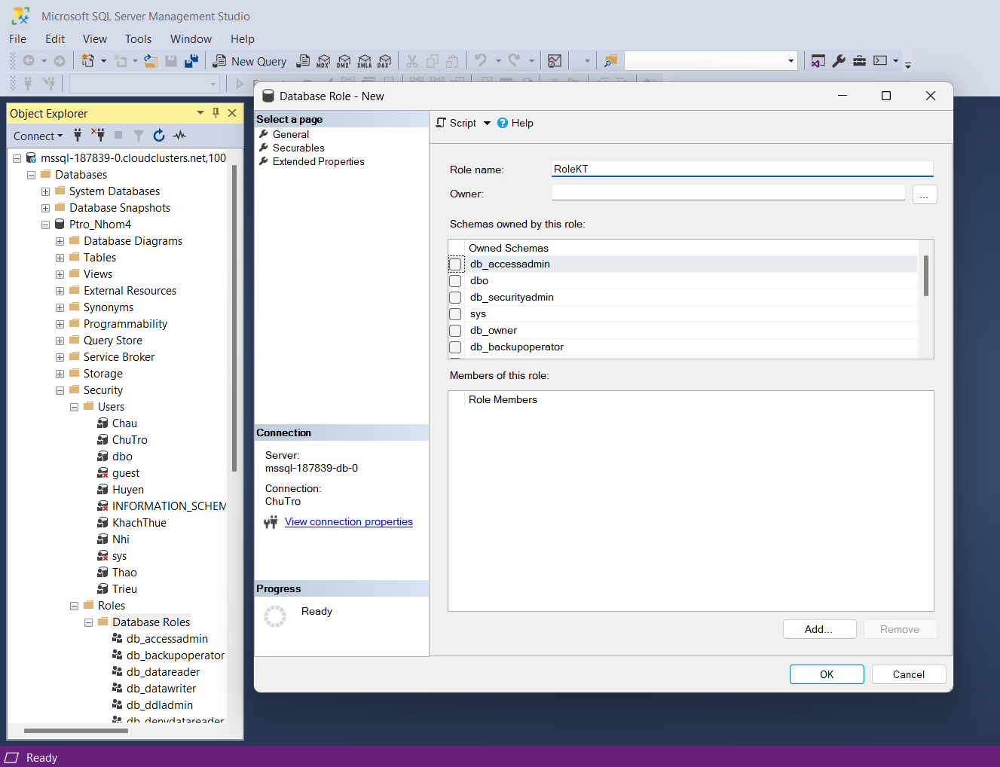 Microsoft SQL Server Management Studio
File Edit View Tools Window Help
New Query
MDX DMX XMLA DAX
Object Explorer
Connect
mssql-187839-0.cloudclusters.net,100
Databases
System Databases
Database Snapshots
Ptro_Nhom4
Database Diagrams
Tables
Views
External Resources
Synonyms
Programmability
Query Store
Service Broker
Storage
Security
Users
Chau
ChuTro
dbo
guest
Huyen
INFORMATION_SCHEM
KhachThue
Nhi
sys
Thao
Trieu
Roles
Database Roles
db_accessadmin
db_backupoperator
db_datareader
db_datawriter
db_ddladmin
db_denydatareader
Database Role - New
Select a page
General
Securables
Extended Properties
Connection
Server:
mssql-187839-db-0
Connection:
ChuTro
View connection properties
Progress
Ready
Script
Help
Role name: RoleKT
Owner:
...
Schemas owned by this role:
Owned Schemas
db_accessadmin
dbo
db_securityadmin
sys
db_owner
db_backupoperator
Members of this role:
Role Members
Add... Remove
OK Cancel
Ready